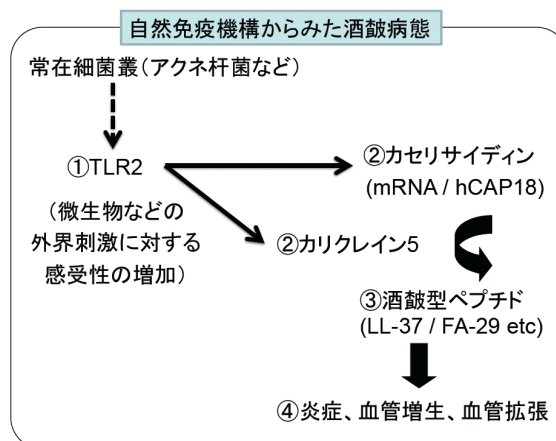 自然免疫機構からみた酒皶病態
常在細菌叢（アクネ杆菌など）
①TLR2
（微生物などの
外界刺激に対する
感受性の増加）
②カセリサイディン
(mRNA / hCAP18)
②カリクレイン5
③酒皶型ペプチド
(LL-37 / FA-29 etc)
④炎症、血管増生、血管拡張